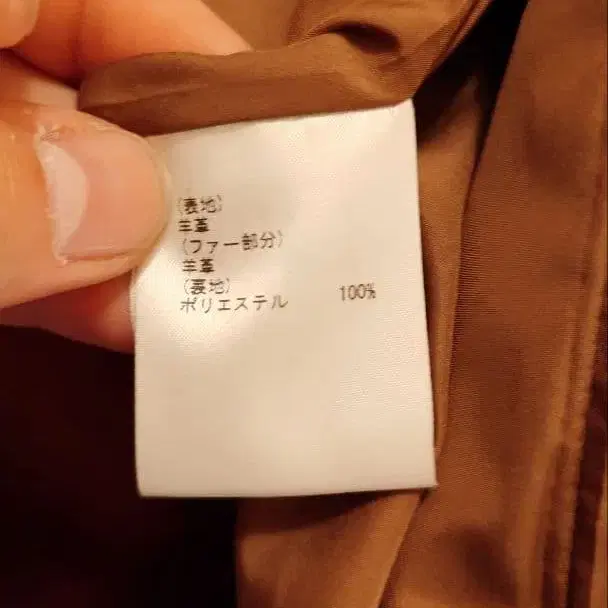 (表地)
羊革
(ファー部分)
羊革
(裏地)
ポリエステル 100%